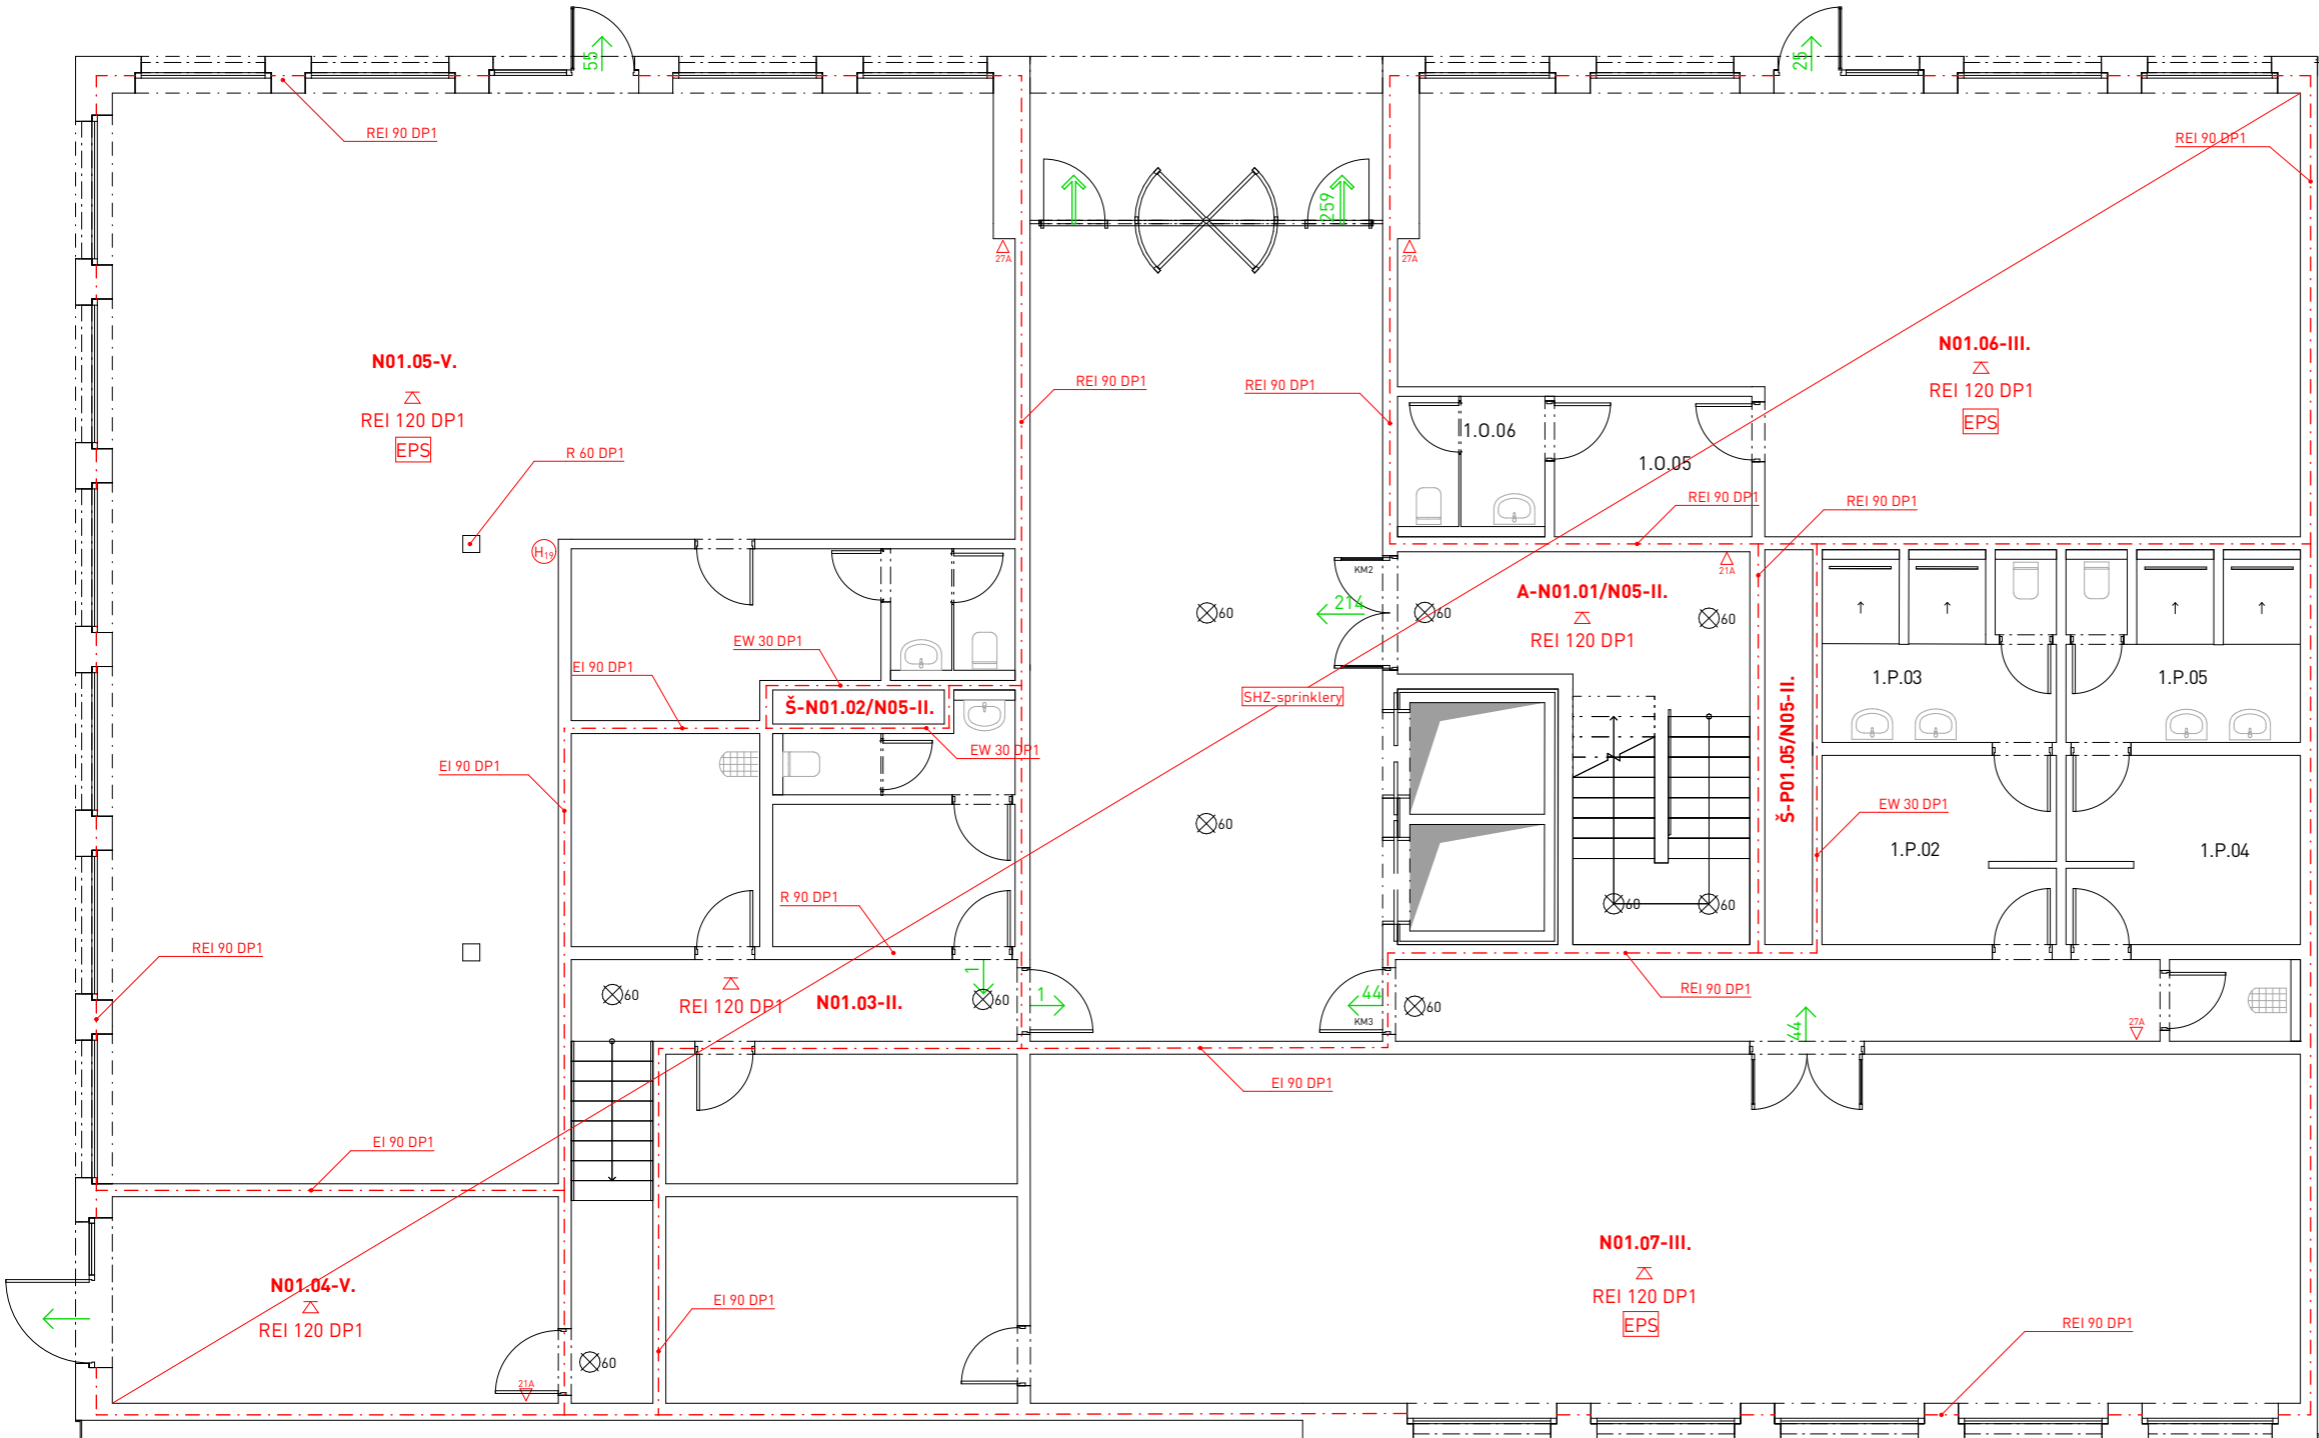 55
25
REI 90 DP1
REI 90 DP1
259
27A
27A
N01.05-V.
REI 120 DP1
EPS
REI 90 DP1
REI 90 DP1
N01.06-III.
REI 120 DP1
EPS
R 60 DP1
1.O.06
1.O.05
REI 90 DP1
REI 90 DP1
H19
KM2
21A
214
60
60
60
A-N01.01/N05-II.
REI 120 DP1
EW 30 DP1
EI 90 DP1
Š-N01.02/N05-II.
SHZ-sprinklery
1.P.03
1.P.05
Š-P01.05/N05-II.
EW 30 DP1
EI 90 DP1
60
EW 30 DP1
1.P.02
1.P.04
R 90 DP1
60
60
REI 90 DP1
REI 120 DP1
N01.03-II.
60
60
1
1
44
KM3
60
REI 90 DP1
27A
44
EI 90 DP1
EI 90 DP1
N01.04-V.
REI 120 DP1
EI 90 DP1
60
21A
N01.07-III.
REI 120 DP1
EPS
REI 90 DP1